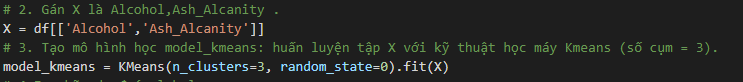 # 2. Gán X là Alcohol,Ash_Alcanity .
X = df[['Alcohol','Ash_Alcanity']]
# 3. Tạo mô hình học model_kmeans: huấn luyện tập X với kỹ thuật học máy Kmeans (số cụm = 3).
model_kmeans = KMeans(n_clusters=3, random_state=0).fit(X)